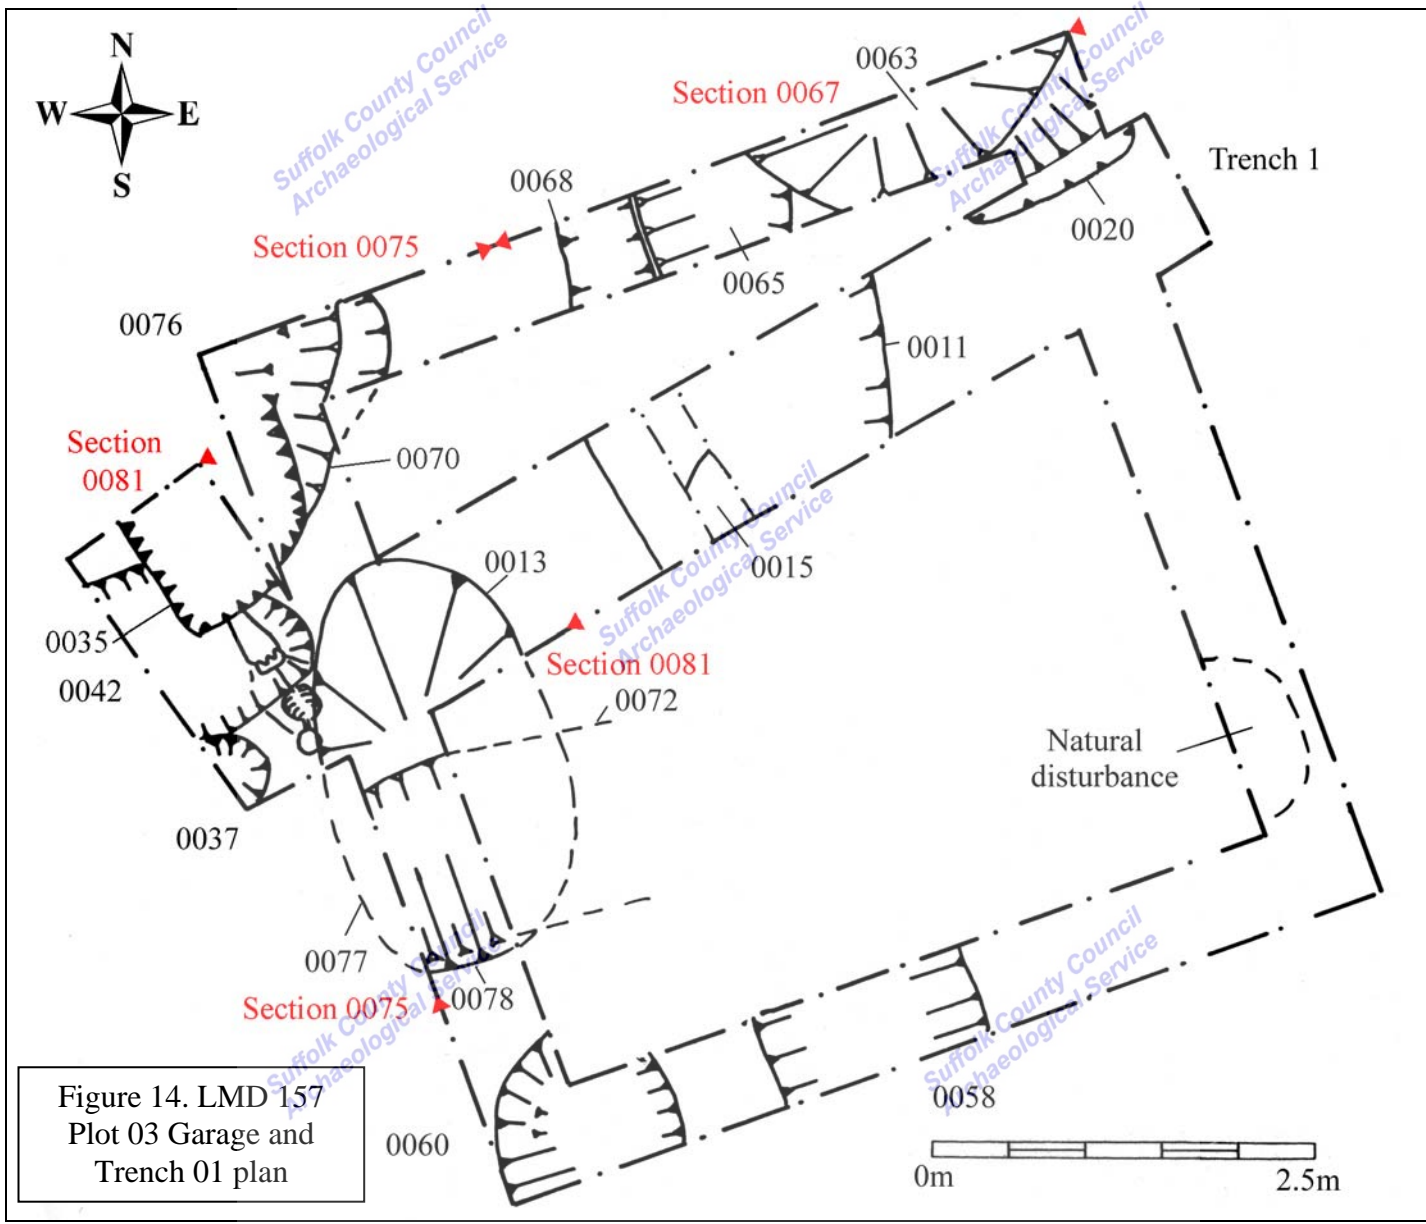 N
W E
S
Suffolk County Council
Archaeological Service
Suffolk County Council
Archaeological Service
0063
Section 0067
Trench 1
0068
0020
Section 0075
0065
0076
0011
Section
0081
0070
0013
0015
Suffolk County Council
Archaeological Service
0035
0042
Section 0081
0072
Natural
disturbance
0037
0077
Section 0075
0078
Suffolk County Council
Archaeological Service
Suffolk County Council
Archaeological Service
0058
0060
Figure 14. LMD 157
Plot 03 Garage and
Trench 01 plan
0m
2.5m